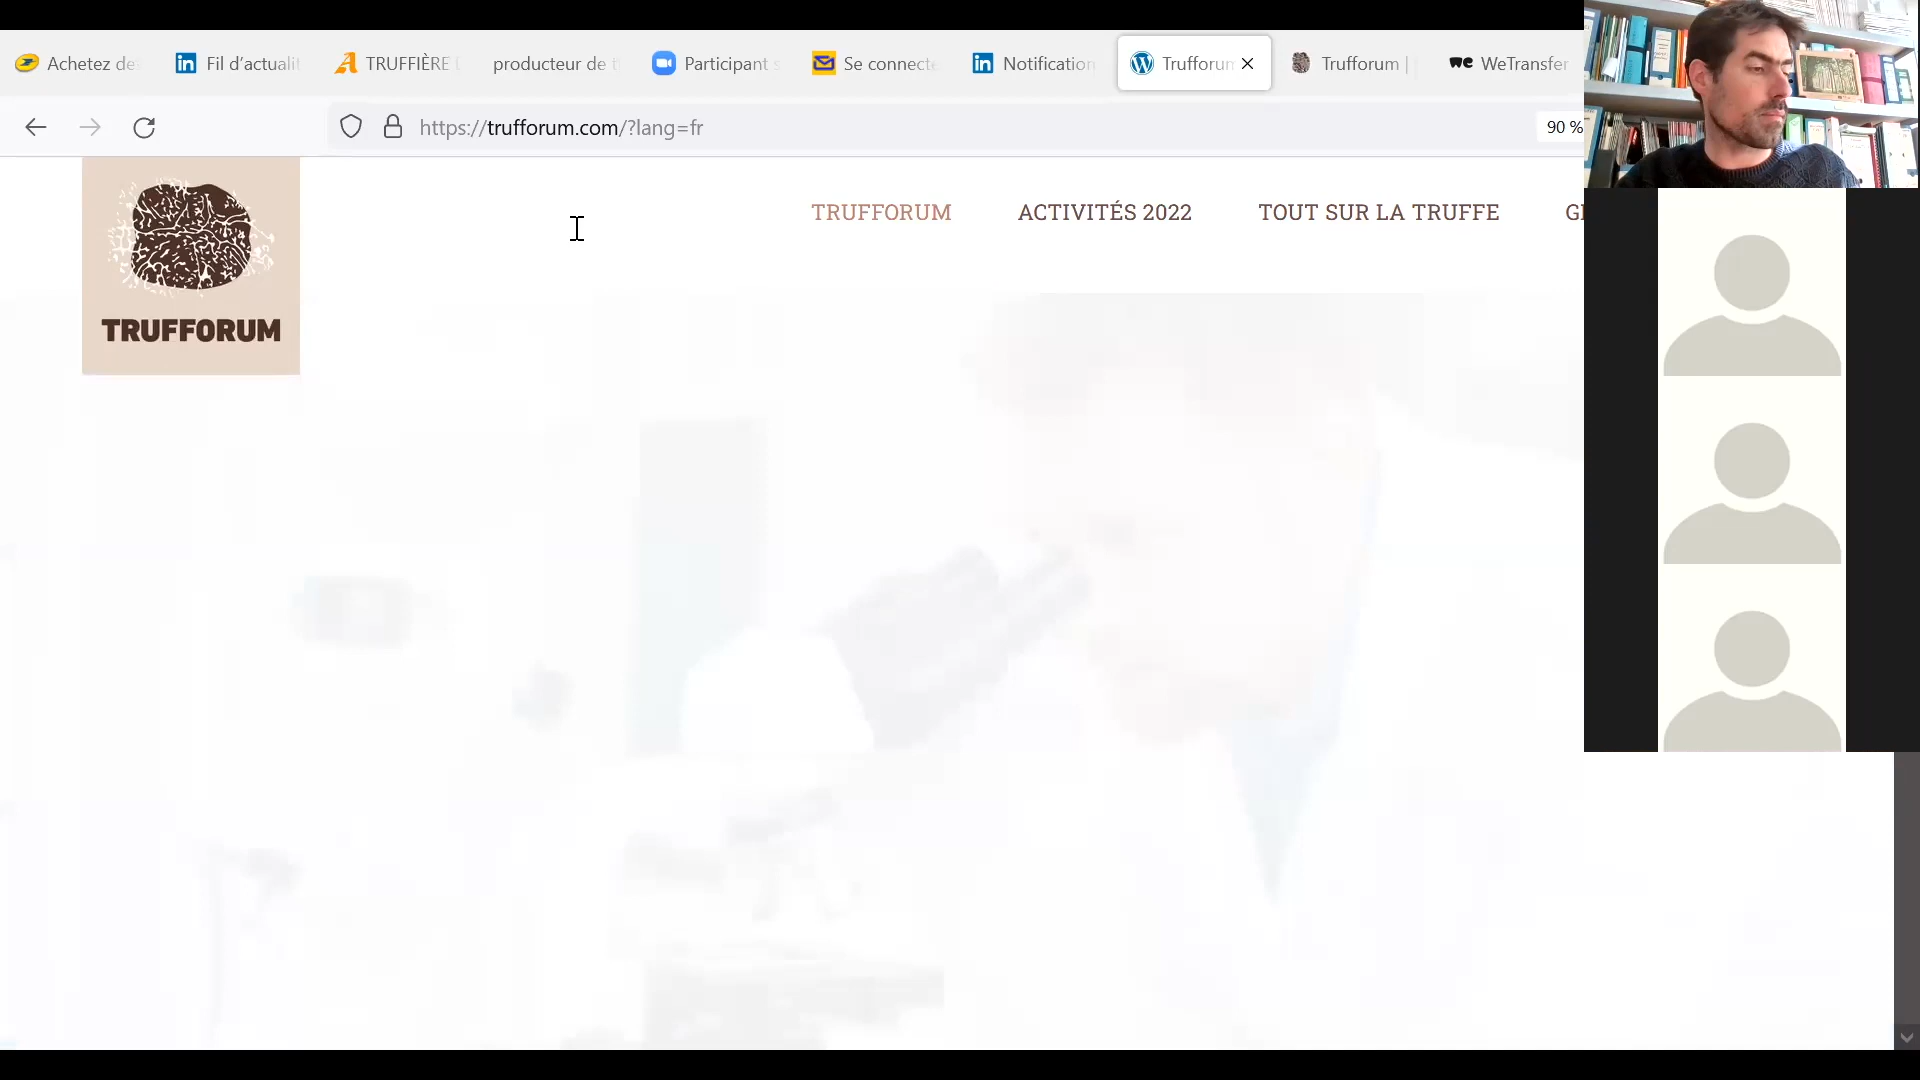 Achetez de
Fil d'actualit
TRUFFIÈRE
producteur de t
Participant s
Se connecte
Notification
Trufforum
Trufforum |
WeTransfer
https://trufforum.com/?lang=fr
90 %
TRUFFORUM
ACTIVITÉS 2022
TOUT SUR LA TRUFFE
TRUFFORUM